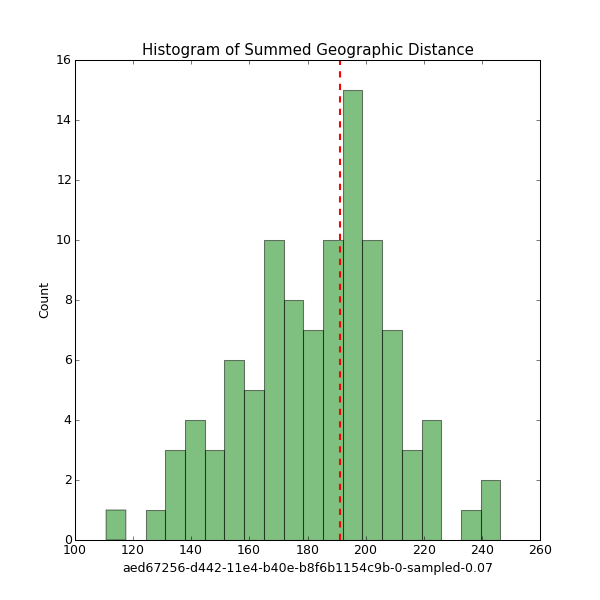 Histogram of Summed Geographic Distance
16
14
12
10
8
6
4
2
0
Count
100 120 140 160 180 200 220 240 260
aed67256-d442-11e4-b40e-b8f6b1154c9b-0-sampled-0.07